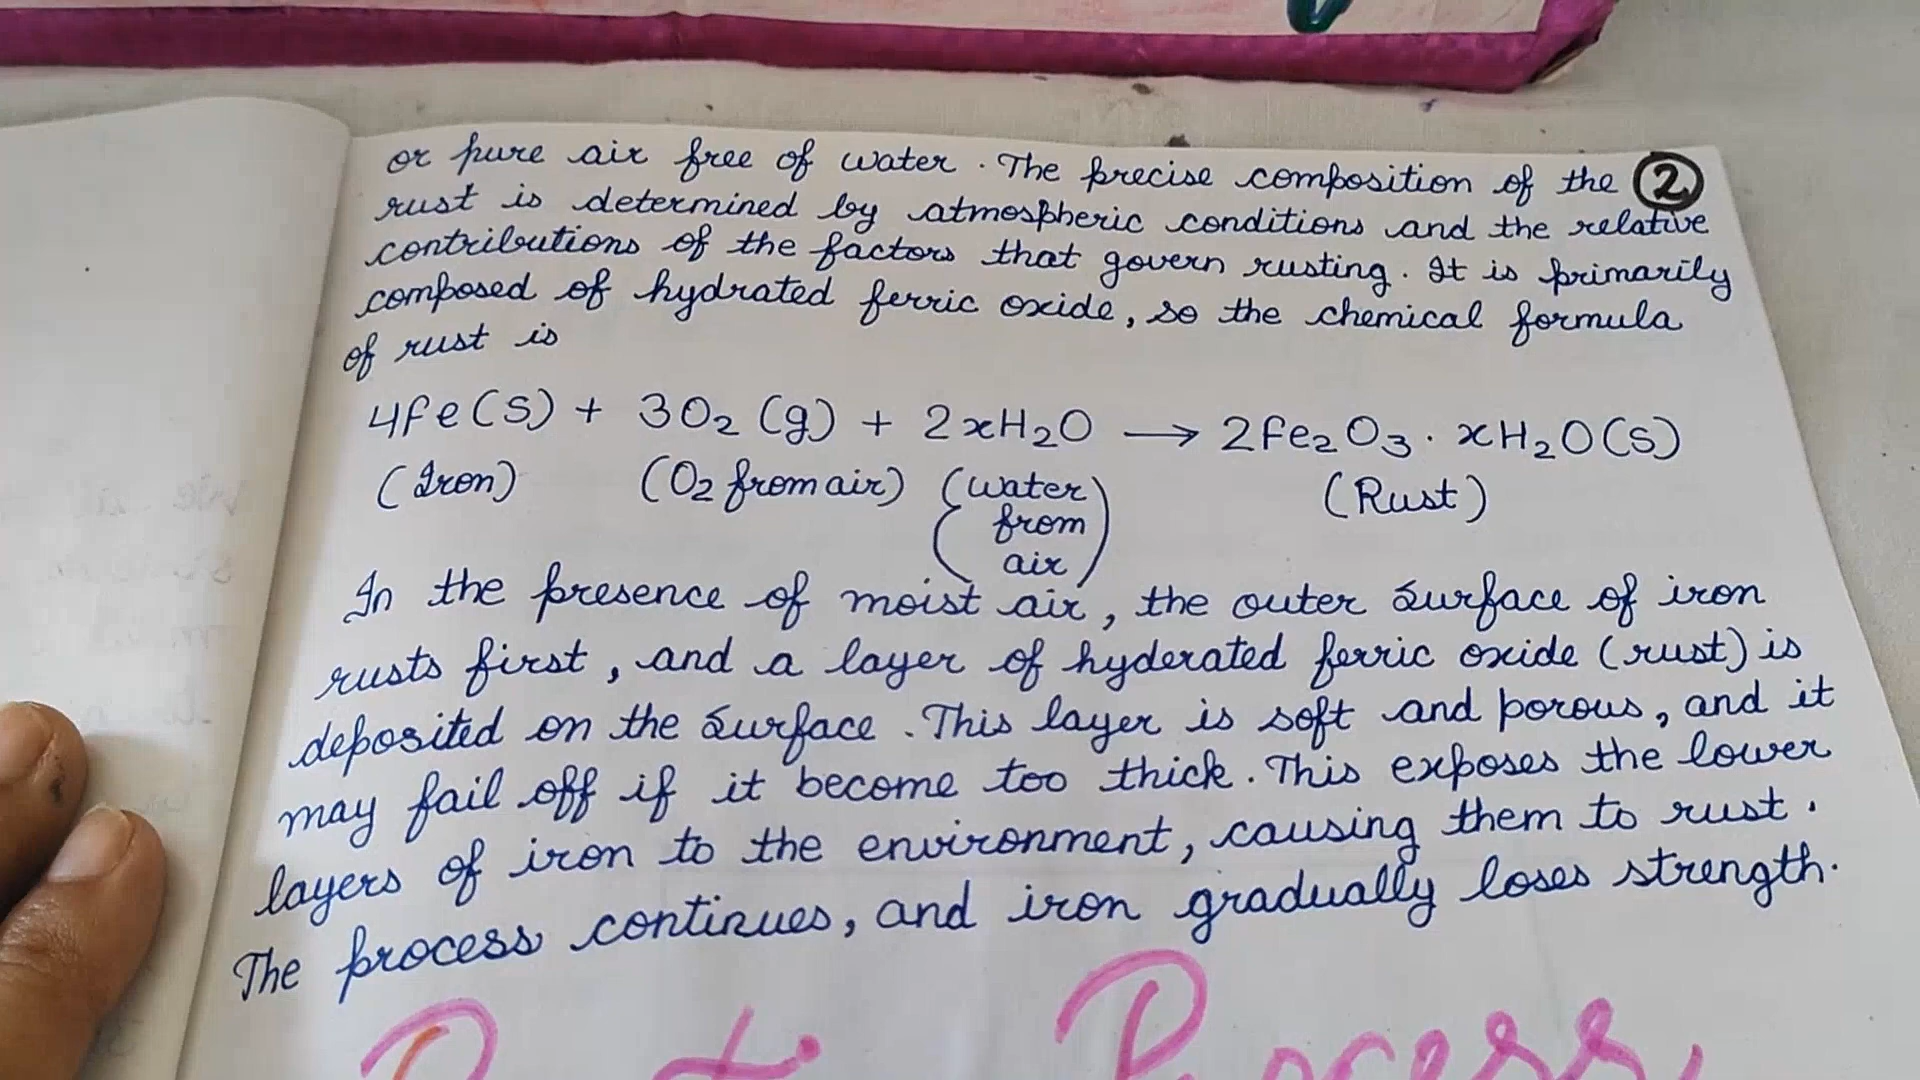 or pure air free of water. The precise composition of the 2
rust is determined by atmospheric conditions and the relative
contributions of the factors that govern rusting. It is primarily
composed of hydrated ferric oxide, so the chemical formula
of rust is
4Fe(S) + 3O₂ (g) + 2xH₂O → 2Fe₂O₃. xH₂O(S)
(Iron) (O₂ from air) (water from air) (Rust)
In the presence of moist air, the outer surface of iron
rusts first, and a layer of hyderated ferric oxide (rust) is
deposited on the surface. This layer is soft and porous, and it
may fail off if it become too thick. This exposes the lower
layers of iron to the environment, causing them to rust.
The process continues, and iron gradually loses strength.
Process